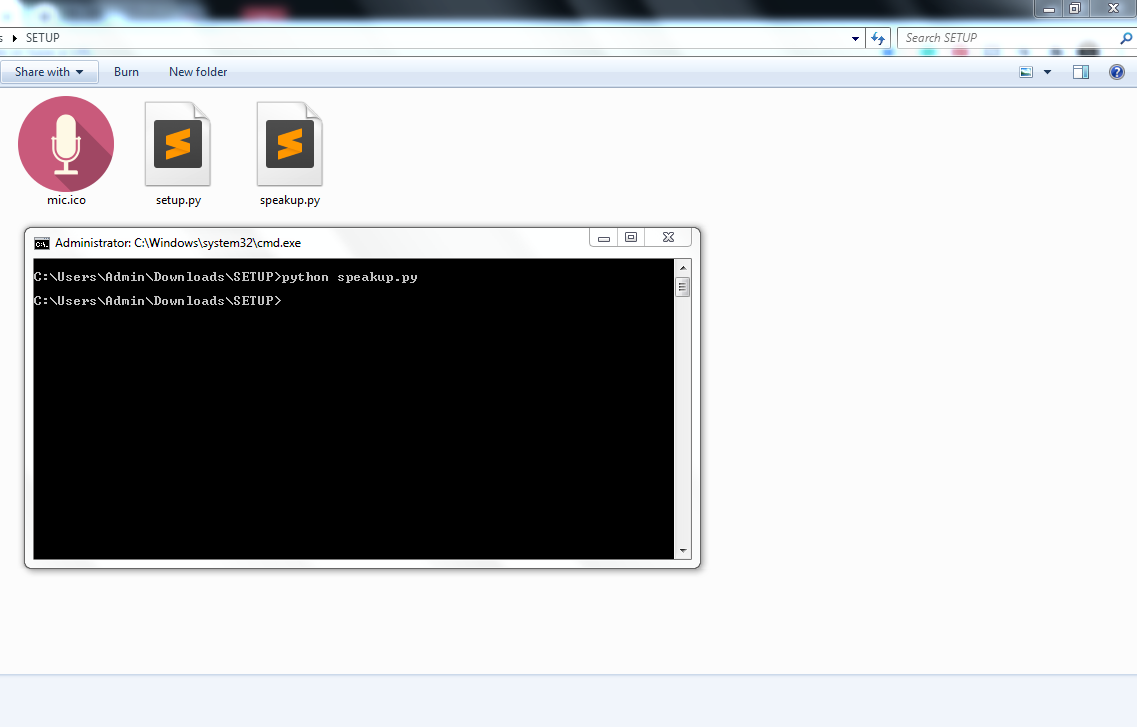 s ▸ SETUP
Search SETUP
Share with
Burn
New folder
mic.ico
setup.py
speakup.py
Administrator: C:\Windows\system32\cmd.exe
C:\Users\Admin\Downloads\SETUP>python speakup.py
C:\Users\Admin\Downloads\SETUP>